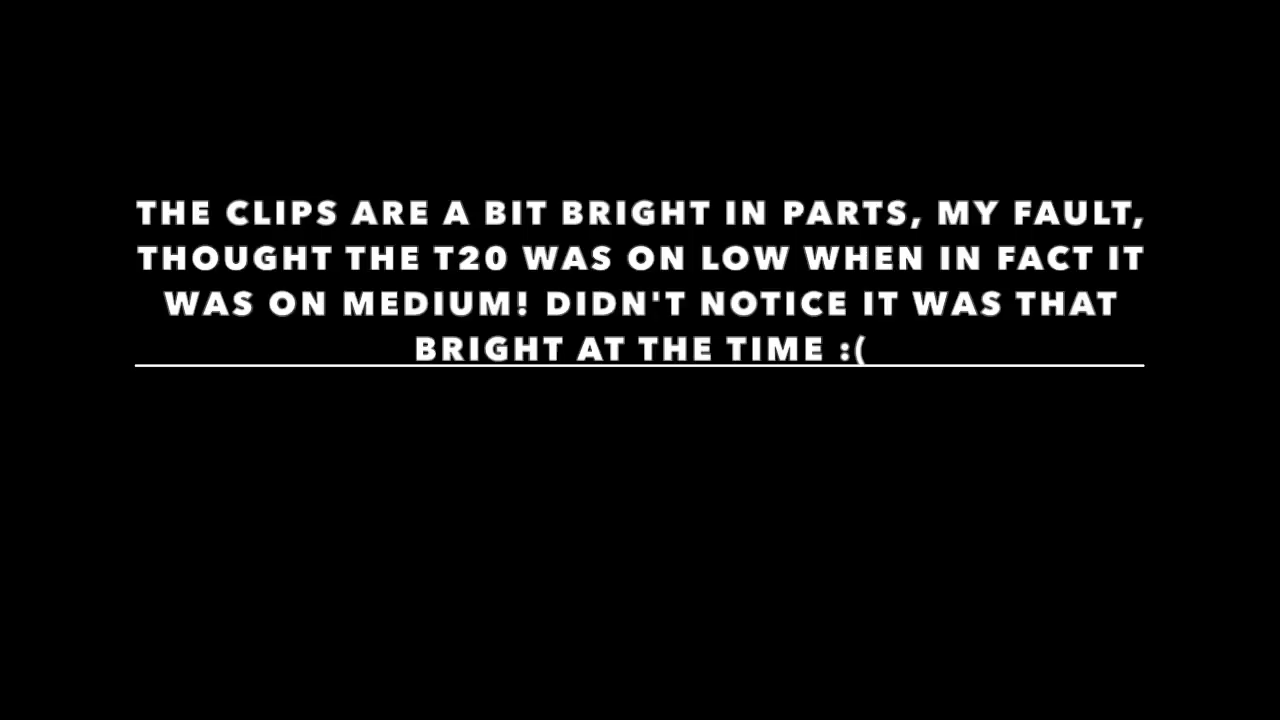 THE CLIPS ARE A BIT BRIGHT IN PARTS, MY FAULT,
THOUGHT THE T20 WAS ON LOW WHEN IN FACT IT
WAS ON MEDIUM! DIDN'T NOTICE IT WAS THAT
BRIGHT AT THE TIME :(